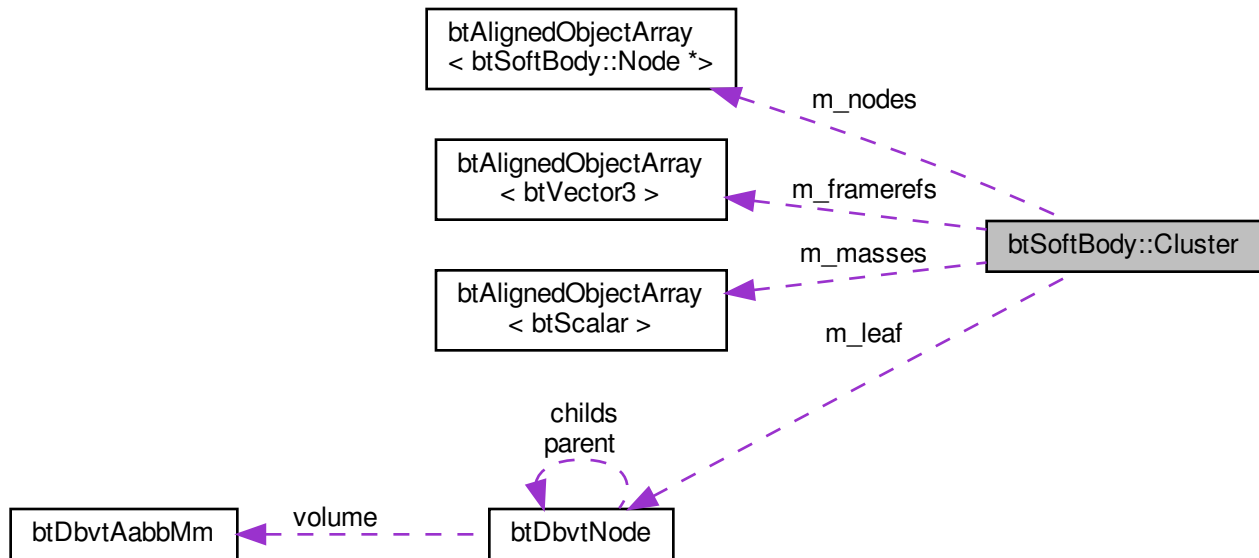 btAlignedObjectArray
< btSoftBody::Node *>
m_nodes
btAlignedObjectArray
< btVector3 >
m_framerefs
btSoftBody::Cluster
m_masses
btAlignedObjectArray
< btScalar >
m_leaf
childs
parent
volume
btDbvtAabbMm
btDbvtNode